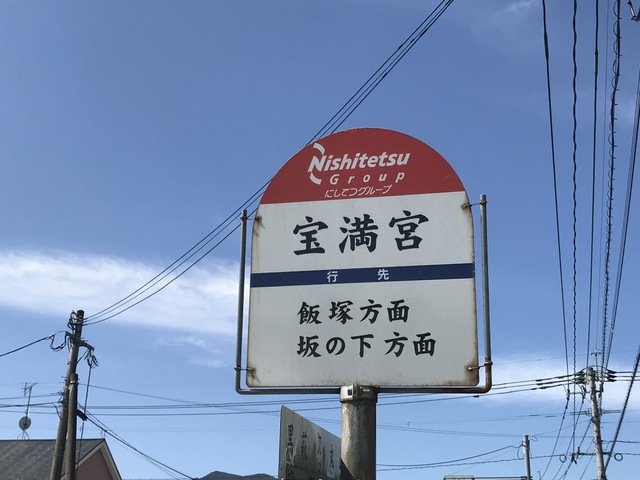 Nishitetsu
Group
にしてつグループ
宝満宮
行先
飯塚方面
坂の下方面